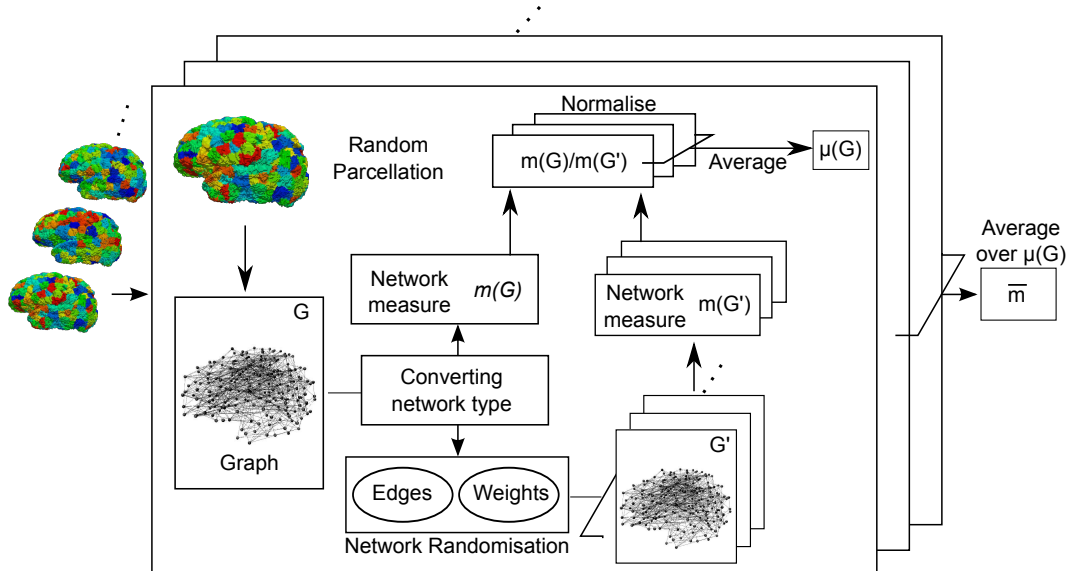 Normalise
Random
Parcellation
m(G)/m(G')
Average
μ(G)
Average
over μ(G)
m̅
Network
measure
m(G)
Network
measure
m(G')
G
Graph
Converting
network type
Edges
Weights
Network Randomisation
G'